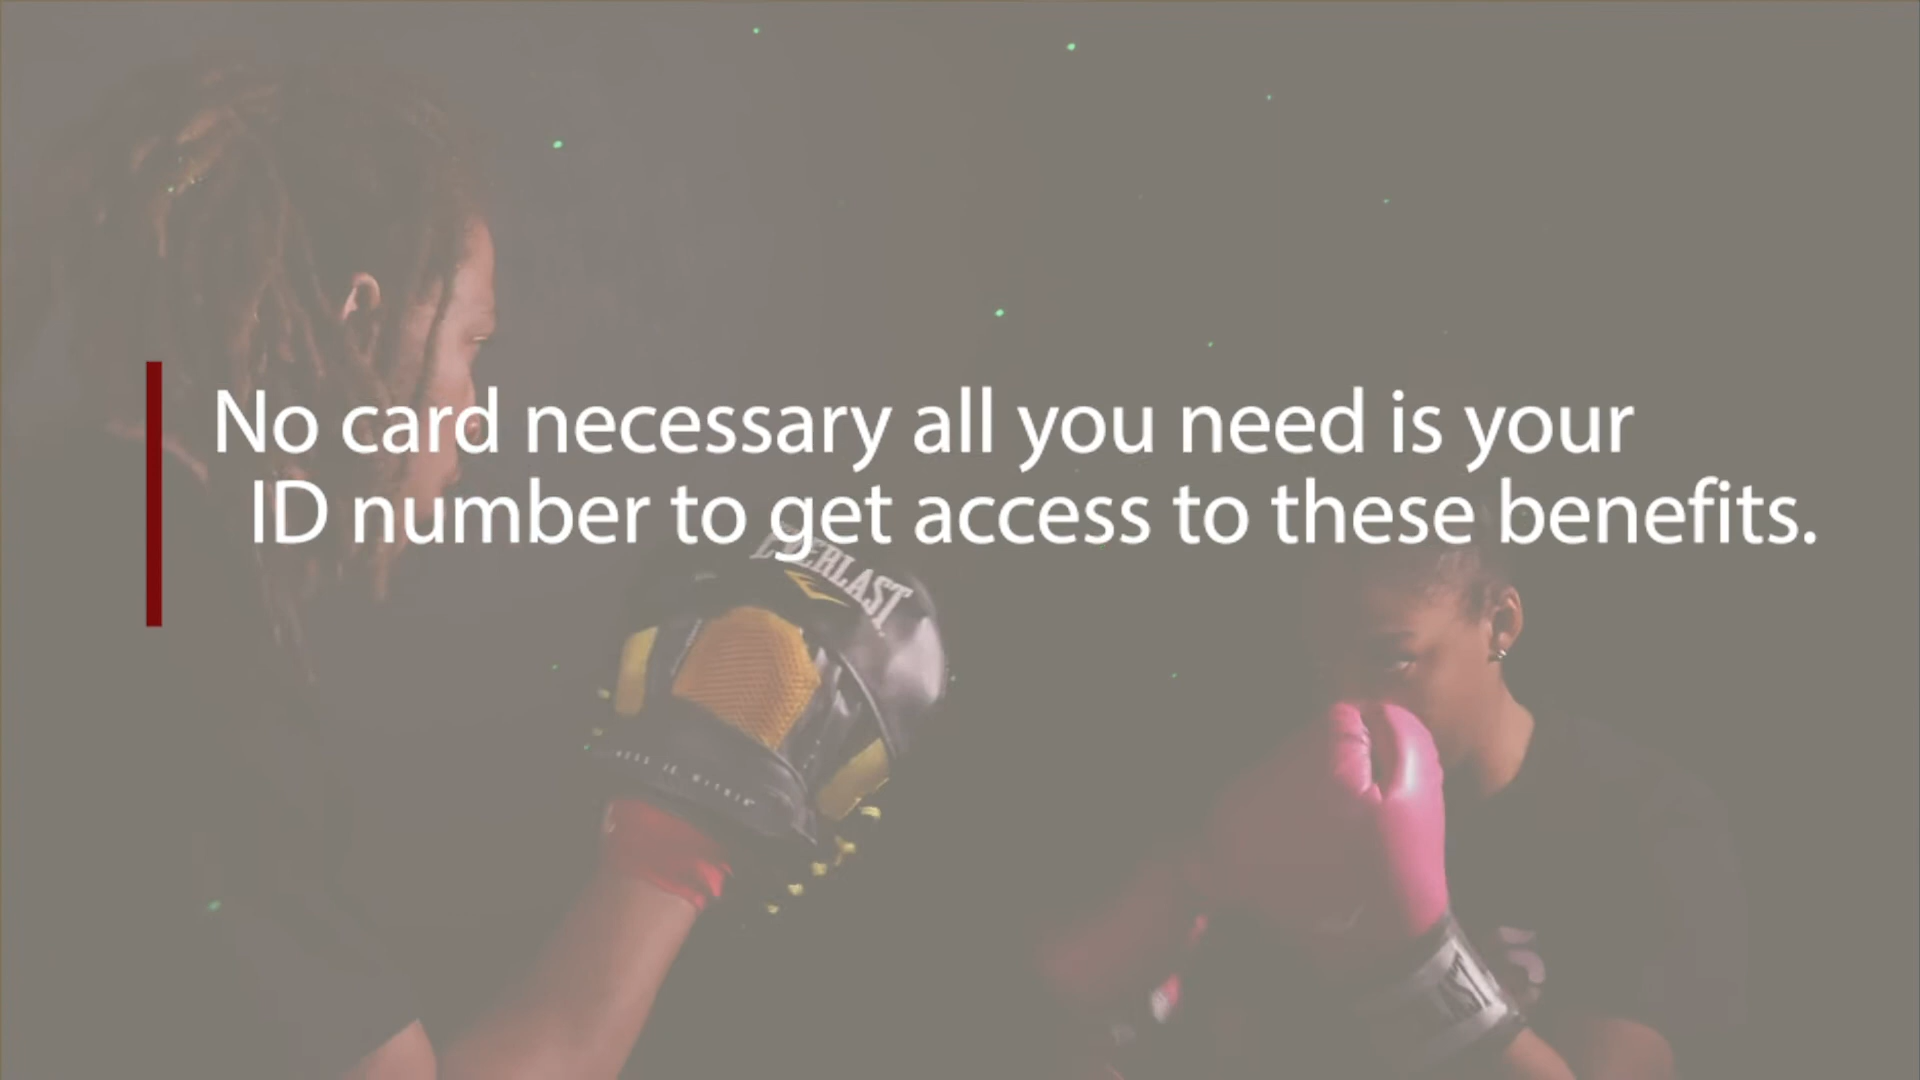 No card necessary all you need is your
ID number to get access to these benefits.
EVERLAST